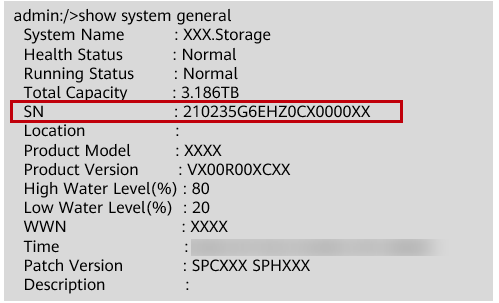 admin:/>show system general
System Name : XXX.Storage
Health Status : Normal
Running Status : Normal
Total Capacity : 3.186TB
SN : 210235G6EHZ0CX0000XX
Location :
Product Model : XXXX
Product Version : VX00R00XCXX
High Water Level(%) : 80
Low Water Level(%) : 20
WWN : XXXX
Time :
Patch Version : SPCXXX SPHXXX
Description :